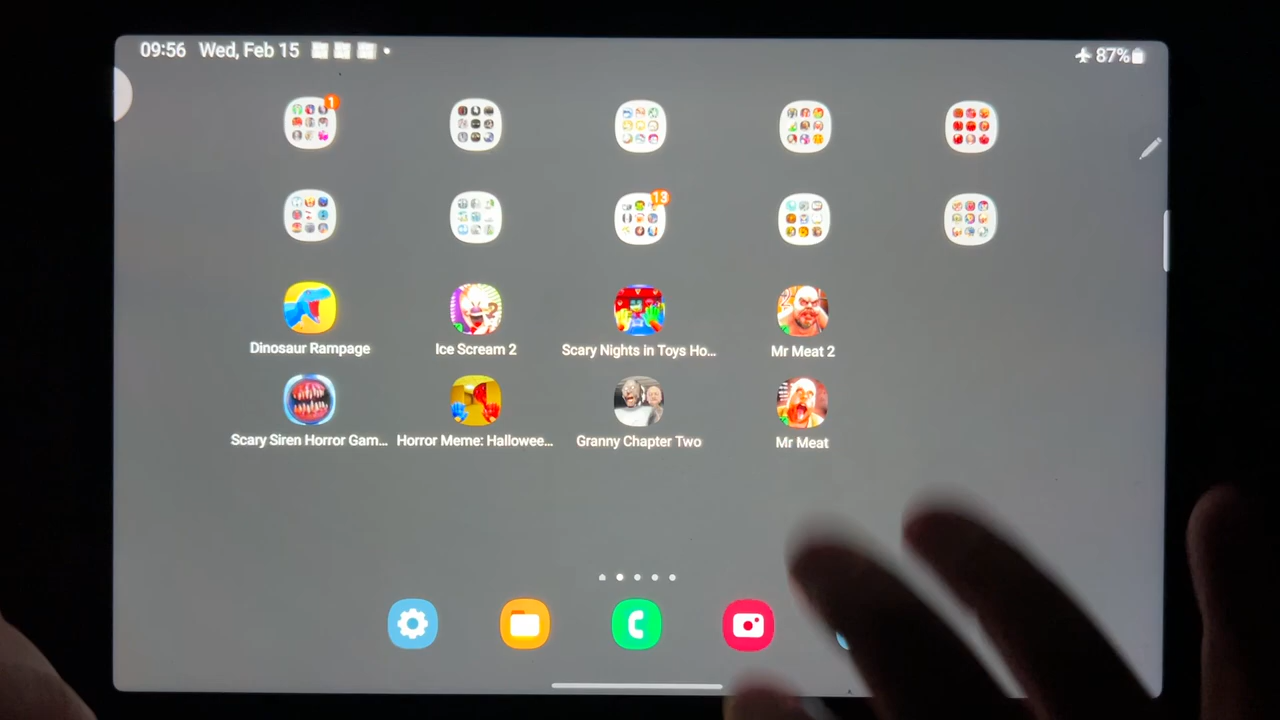 09:56 Wed, Feb 15
87%
1
13
Dinosaur Rampage
Ice Scream 2
Scary Nights in Toys Ho...
Mr Meat 2
Scary Siren Horror Gam...
Horror Meme: Hallowee...
Granny Chapter Two
Mr Meat